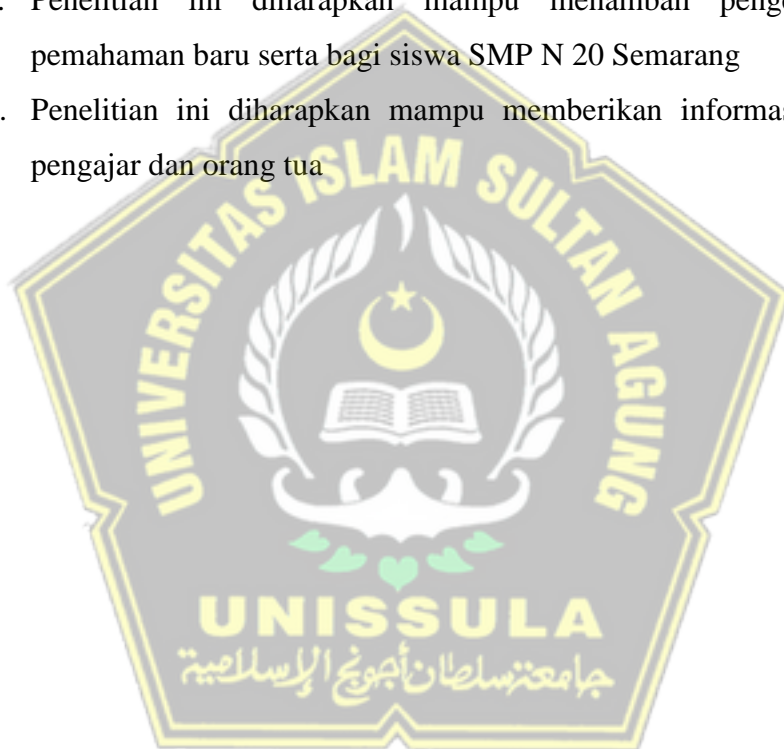 . Penelitian ini diharapkan mampu menambah
pemahaman baru serta bagi siswa SMP N 20 Semarang
. Penelitian ini diharapkan mampu memberikan
pengajar dan orang tua
UNIVERSITAS ISLAM SULTAN AGUNG
UNISSULA
جامعة سلطان أجونج الإسلامية